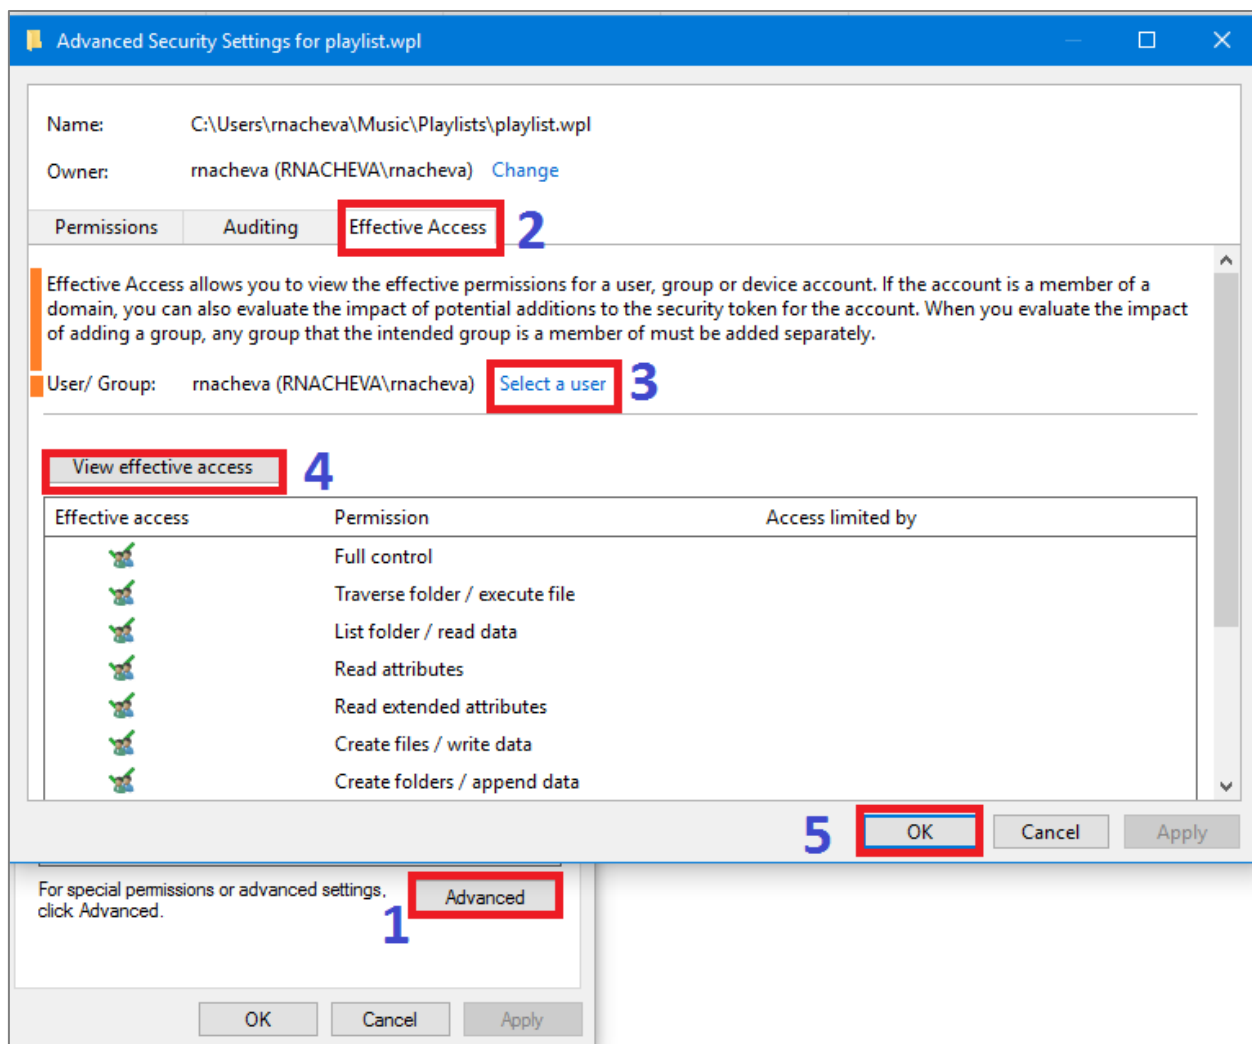 Advanced Security Settings for playlist.wpl
Name: C:\Users\rnacheva\Music\Playlists\playlist.wpl
Owner: rnacheva (RNACHEVA\rnacheva) Change
Permissions Auditing Effective Access 2
Effective Access allows you to view the effective permissions for a user, group or device account. If the account is a member of a
domain, you can also evaluate the impact of potential additions to the security token for the account. When you evaluate the impact
of adding a group, any group that the intended group is a member of must be added separately.
User/ Group: rnacheva (RNACHEVA\rnacheva) Select a user 3
View effective access 4
Effective access Permission Access limited by
Full control
Traverse folder / execute file
List folder / read data
Read attributes
Read extended attributes
Create files / write data
Create folders / append data
5 OK Cancel Apply
For special permissions or advanced settings,
click Advanced.
1 Advanced
OK Cancel Apply